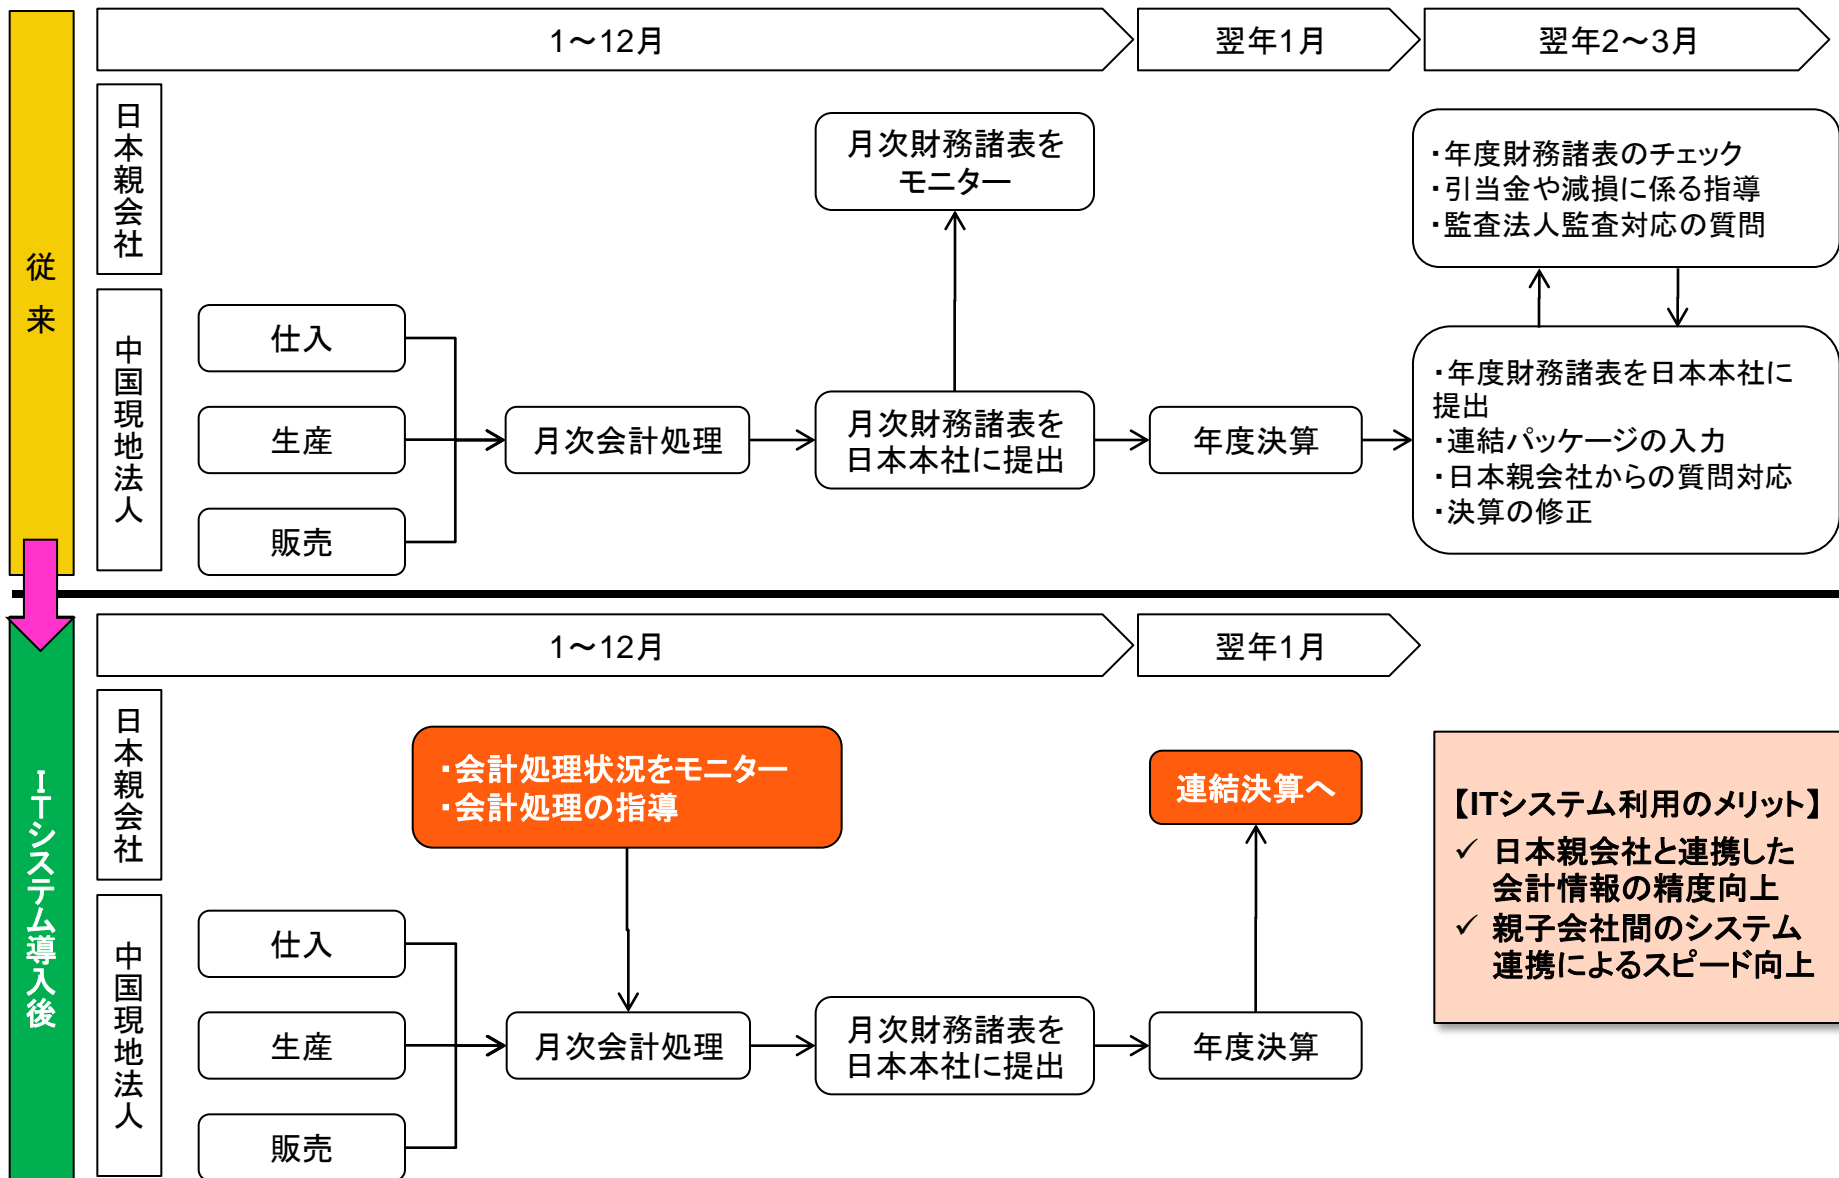 従来
1～12月
翌年1月
翌年2～3月
日本親会社
月次財務諸表を
モニター
・年度財務諸表のチェック
・引当金や減損に係る指導
・監査法人監査対応の質問
中国現地法人
仕入
生産
販売
月次会計処理
月次財務諸表を
日本本社に提出
年度決算
・年度財務諸表を日本本社に
提出
・連結パッケージの入力
・日本親会社からの質問対応
・決算の修正
ITシステム導入後
1～12月
翌年1月
日本親会社
・会計処理状況をモニター
・会計処理の指導
連結決算へ
中国現地法人
仕入
生産
販売
月次会計処理
月次財務諸表を
日本本社に提出
年度決算
【ITシステム利用のメリット】
✓ 日本親会社と連携した
会計情報の精度向上
✓ 親子会社間のシステム
連携によるスピード向上